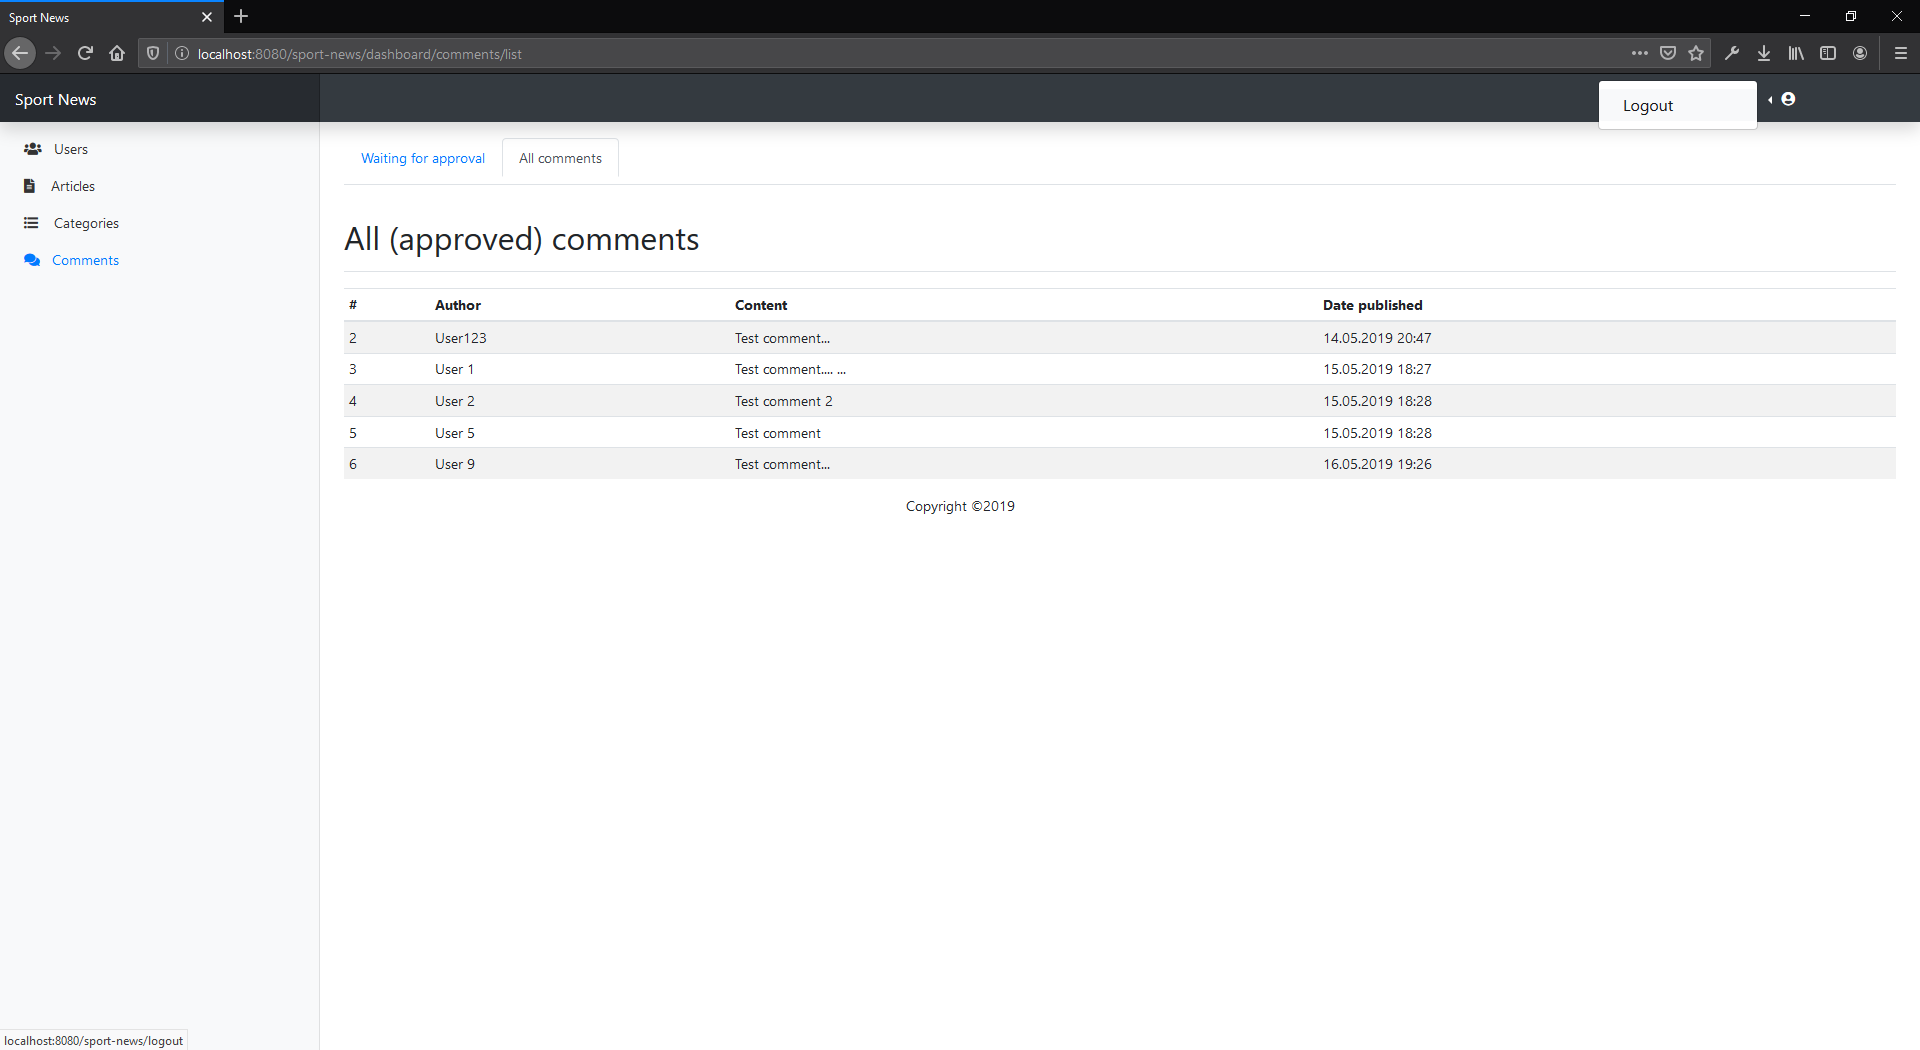 Sport News
localhost:8080/sport-news/dashboard/comments/list
Sport News
Logout
Users
Articles
Categories
Comments
Waiting for approval All comments
All (approved) comments
# Author Content Date published
2 User123 Test comment... 14.05.2019 20:47
3 User 1 Test comment.... ... 15.05.2019 18:27
4 User 2 Test comment 2 15.05.2019 18:28
5 User 5 Test comment 15.05.2019 18:28
6 User 9 Test comment... 16.05.2019 19:26
Copyright ©2019
localhost:8080/sport-news/logout